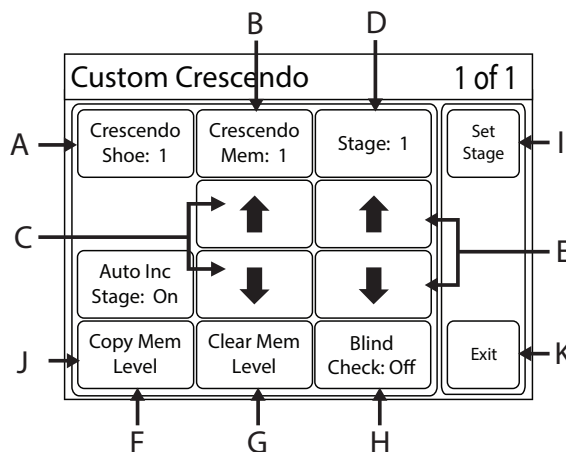 B
D
Custom Crescendo 1 of 1
A
Crescendo
Shoe: 1
Crescendo
Mem: 1
Stage: 1
Set
Stage
I
C
E
Auto Inc
Stage: On
J
Copy Mem
Level
Clear Mem
Level
Blind
Check: Off
Exit
K
F
G
H